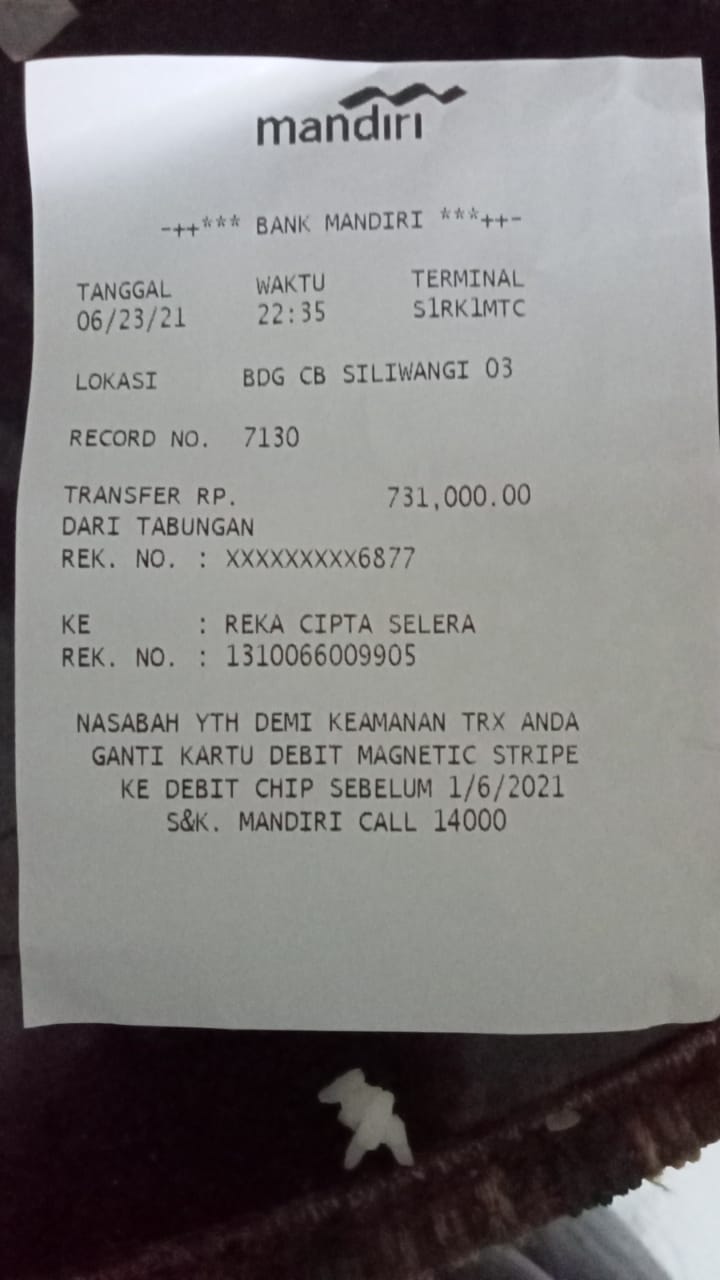 mandiri
-++*** BANK MANDIRI ***++-
TANGGAL WAKTU TERMINAL
06/23/21 22:35 S1RK1MTC
LOKASI BDG CB SILIWANGI 03
RECORD NO. 7130
TRANSFER RP. 731,000.00
DARI TABUNGAN
REK. NO. : XXXXXXXXX6877
KE : REKA CIPTA SELERA
REK. NO. : 1310066009905
NASABAH YTH DEMI KEAMANAN TRX ANDA
GANTI KARTU DEBIT MAGNETIC STRIPE
KE DEBIT CHIP SEBELUM 1/6/2021
S&K. MANDIRI CALL 14000